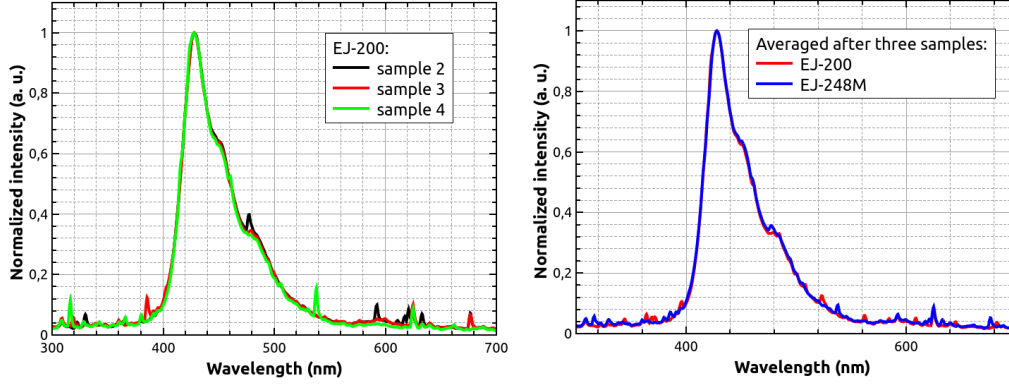 Normalized intensity (a. u.)
1
0,8
0,6
0,4
0,2
0
300
400
500
600
700
Wavelength (nm)
EJ-200:
sample 2
sample 3
sample 4
Normalized intensity (a. u.)
1
0,8
0,6
0,4
0,2
0
400
600
Wavelength (nm)
Averaged after three samples:
EJ-200
EJ-248M